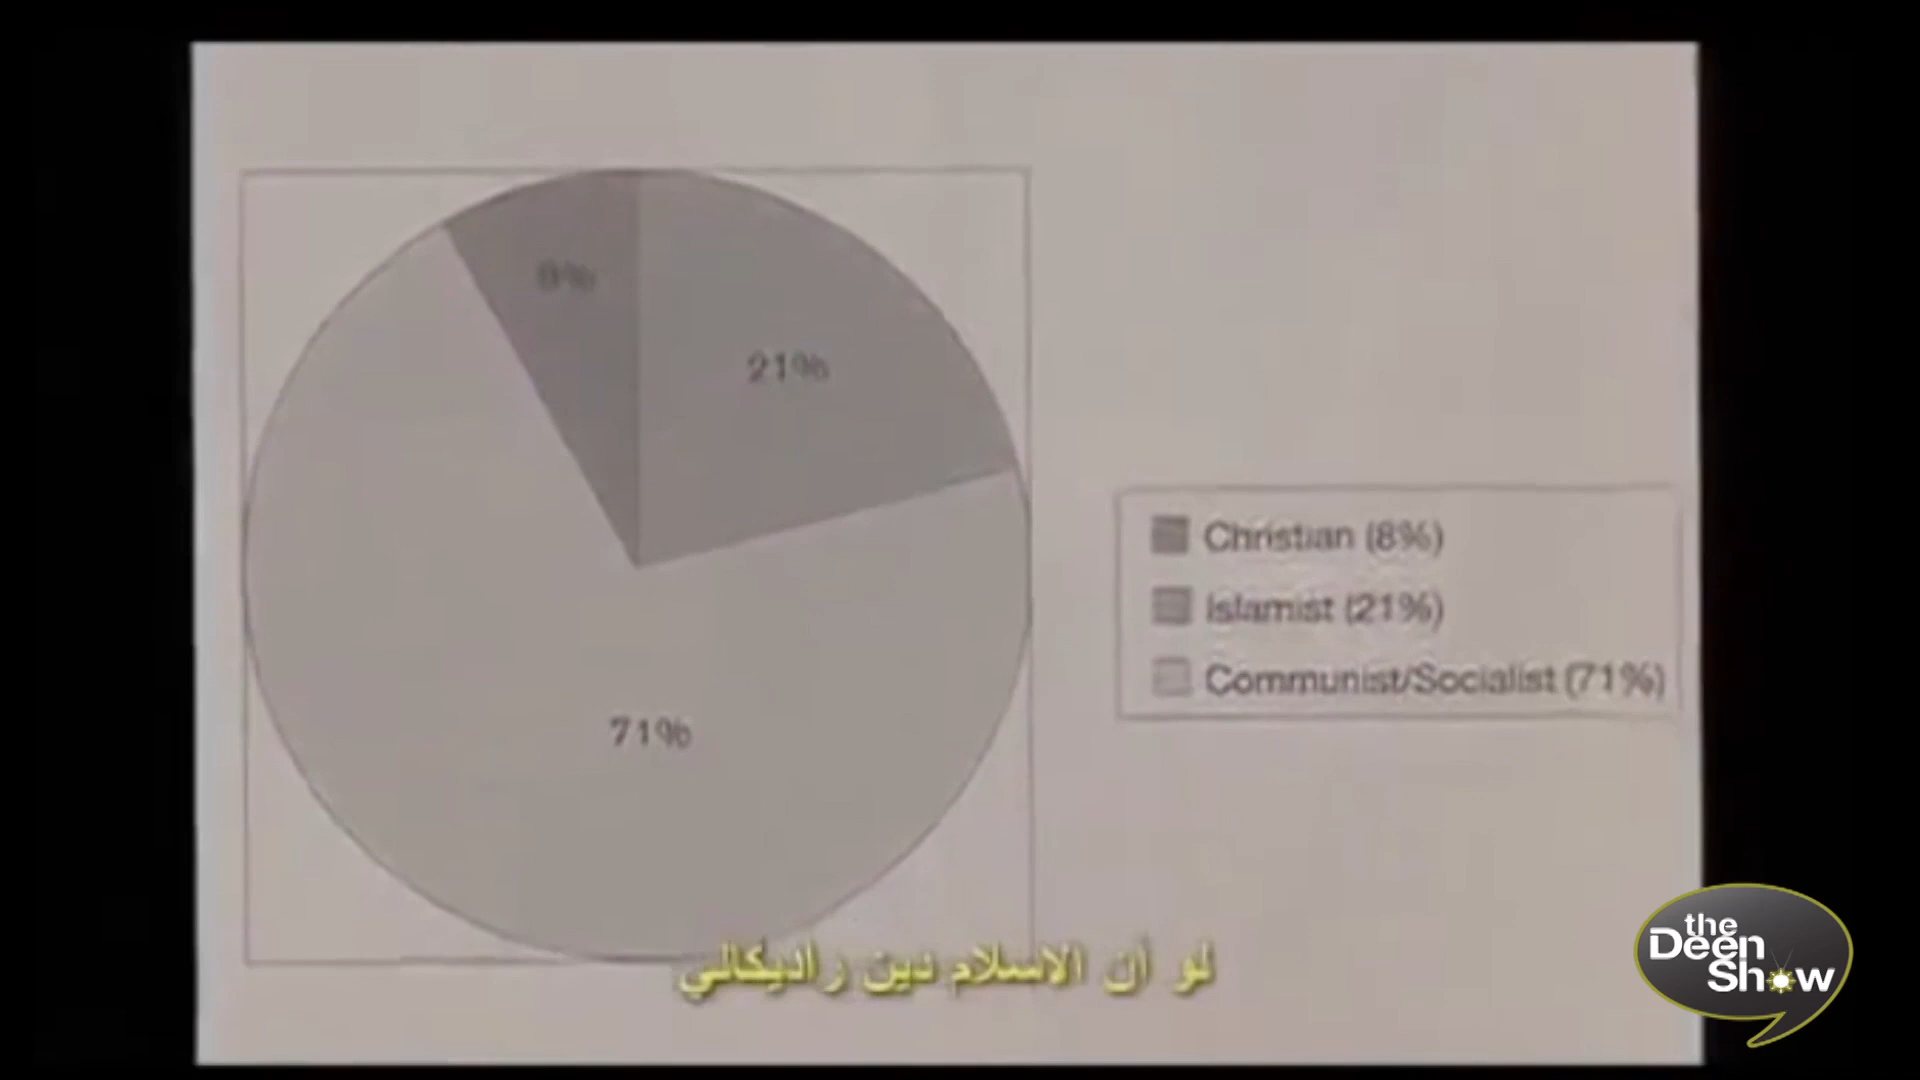 8%
21%
71%
Christian (8%)
Islamist (21%)
Communist/Socialist (71%)
لو أن الاسلام دين راديكالي
the
Deen
Show